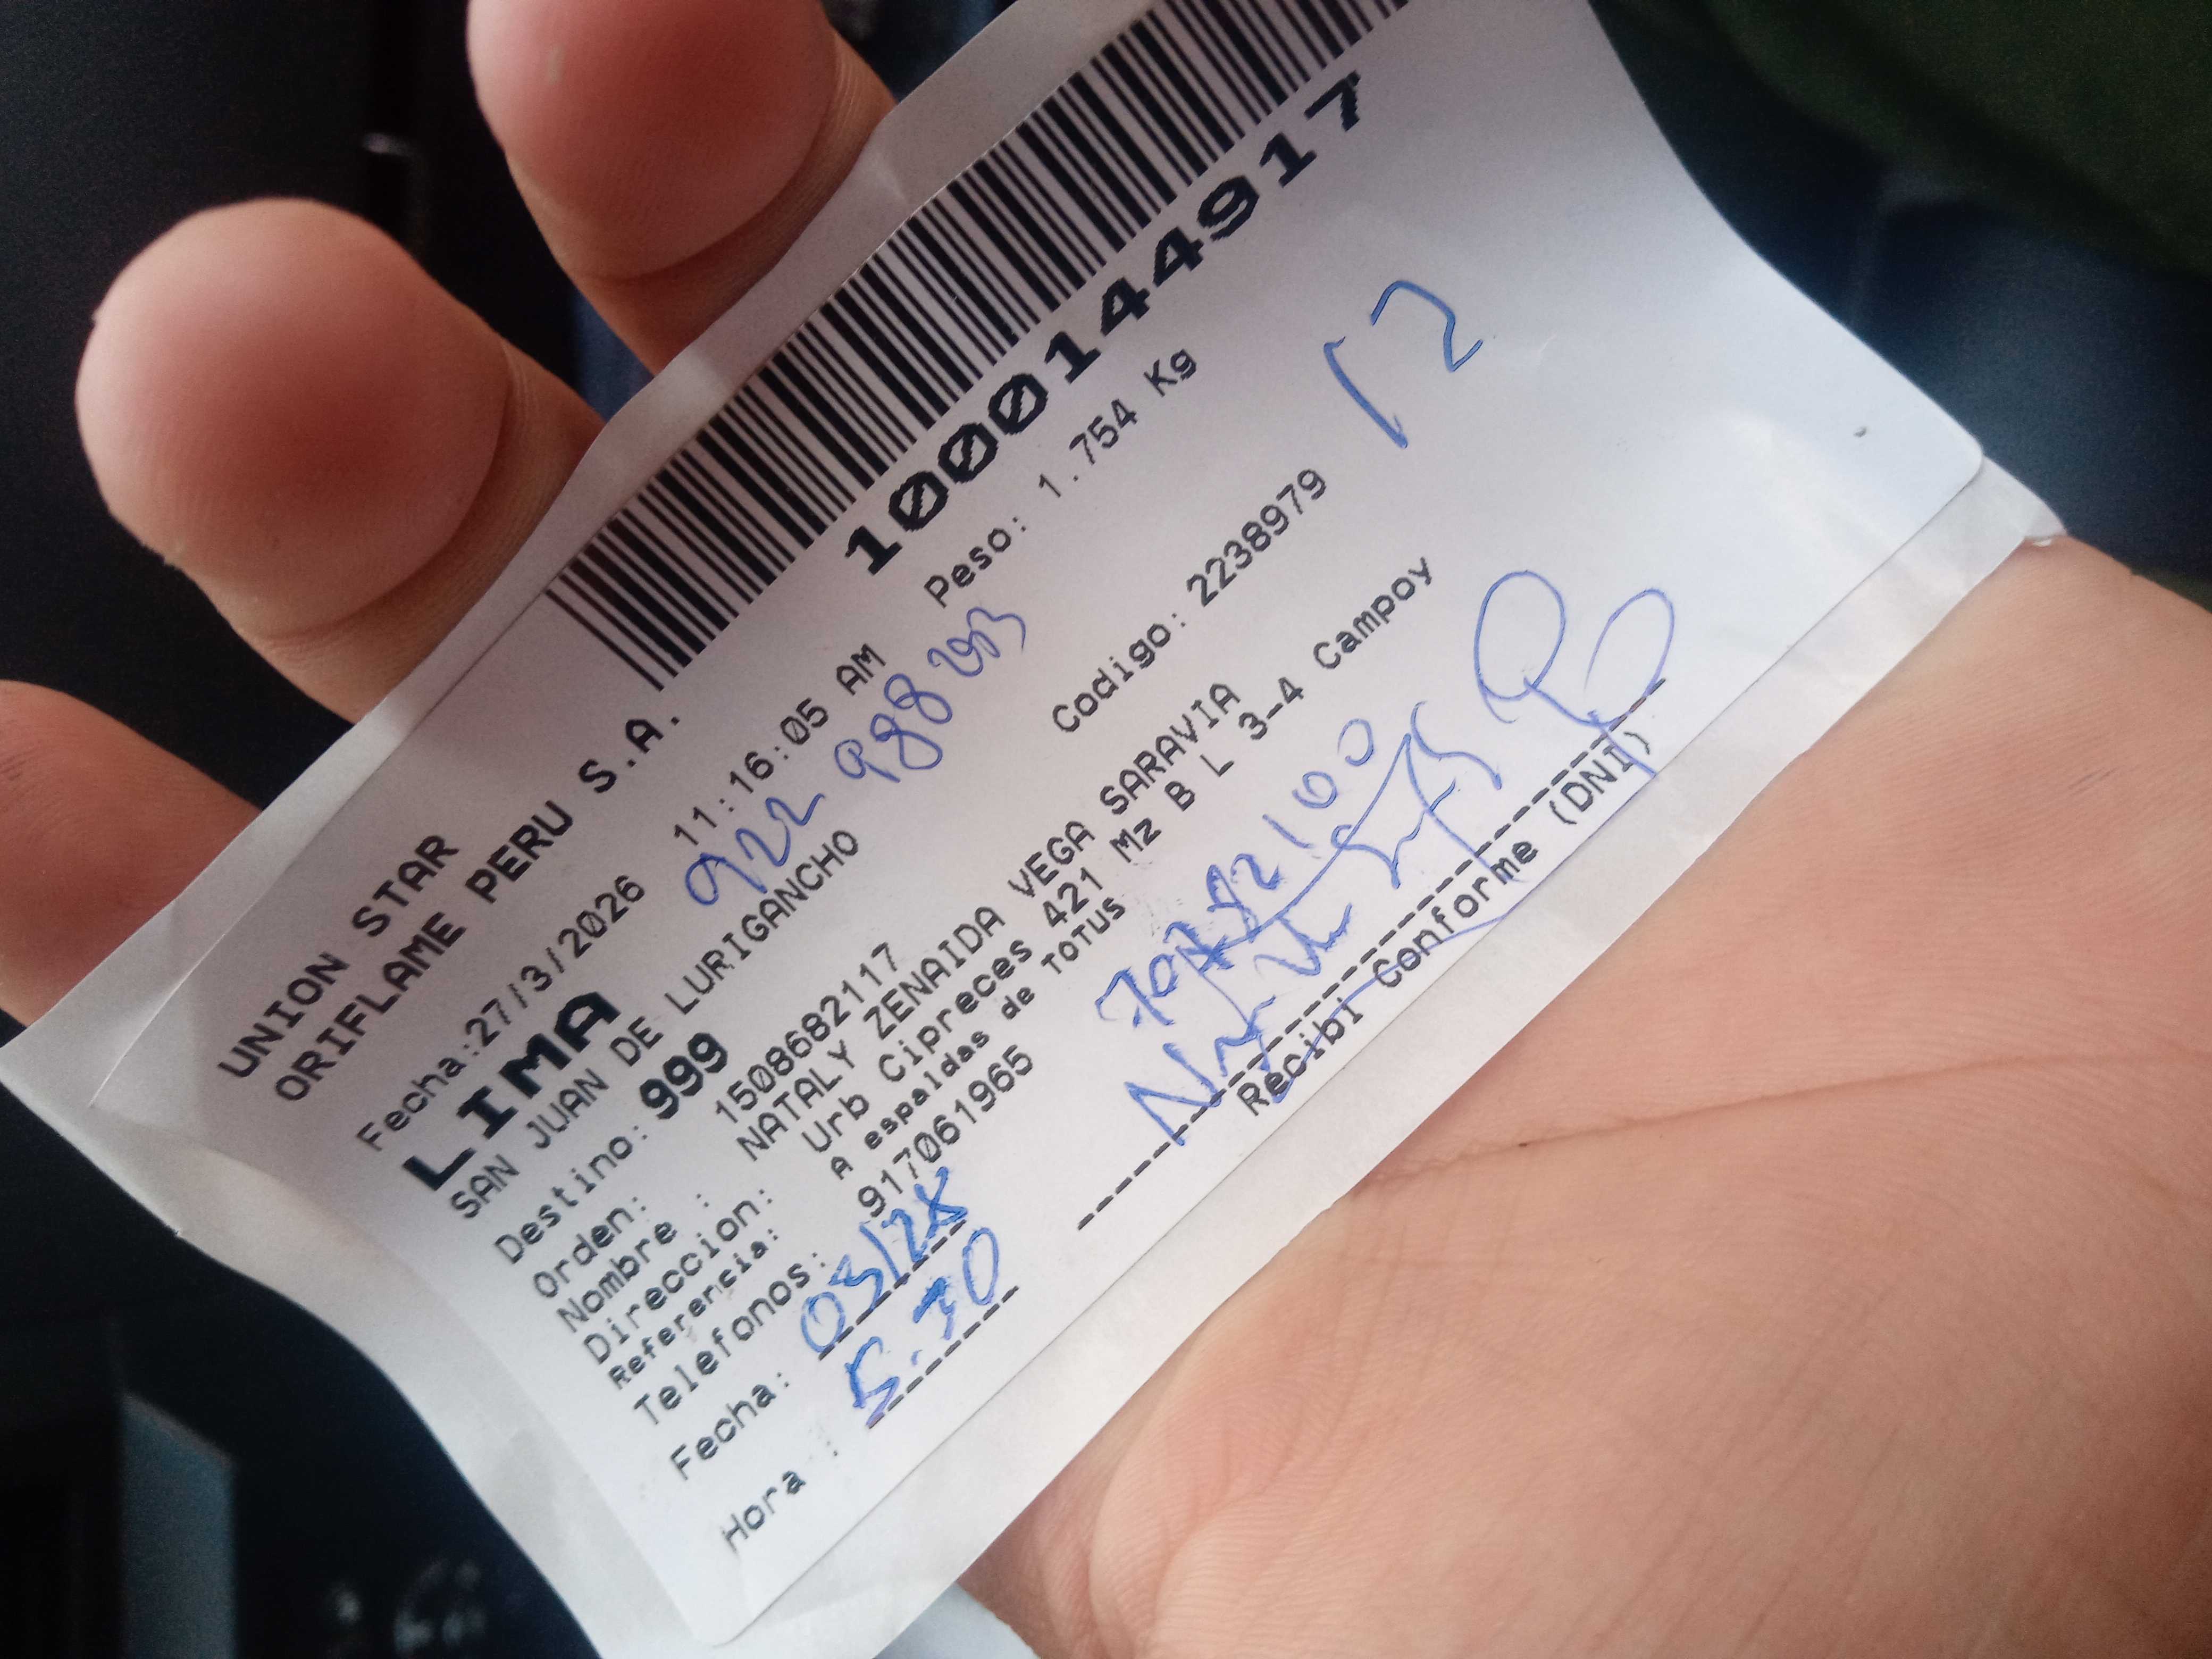 1000144917
UNION STAR
ORIFLAME PERU S.A.
Fecha:27/3/2026 11:16:05 AM Peso: 1.754 Kg
12
LIMA
922 988 203
SAN JUAN DE LURIGANCHO
Destino: 999 Codigo: 2238979
Orden: 1508682117
Nombre : NATALY ZENAIDA VEGA SARAVIA
Direccion: Urb Cipreces 421 Mz B L 3-4 Campoy
Referensia: A espaldas de TOTUS
Telefonos: 917061965
Fecha: 03/28
Hora : 5:30
Recibi Conforme (DNI)